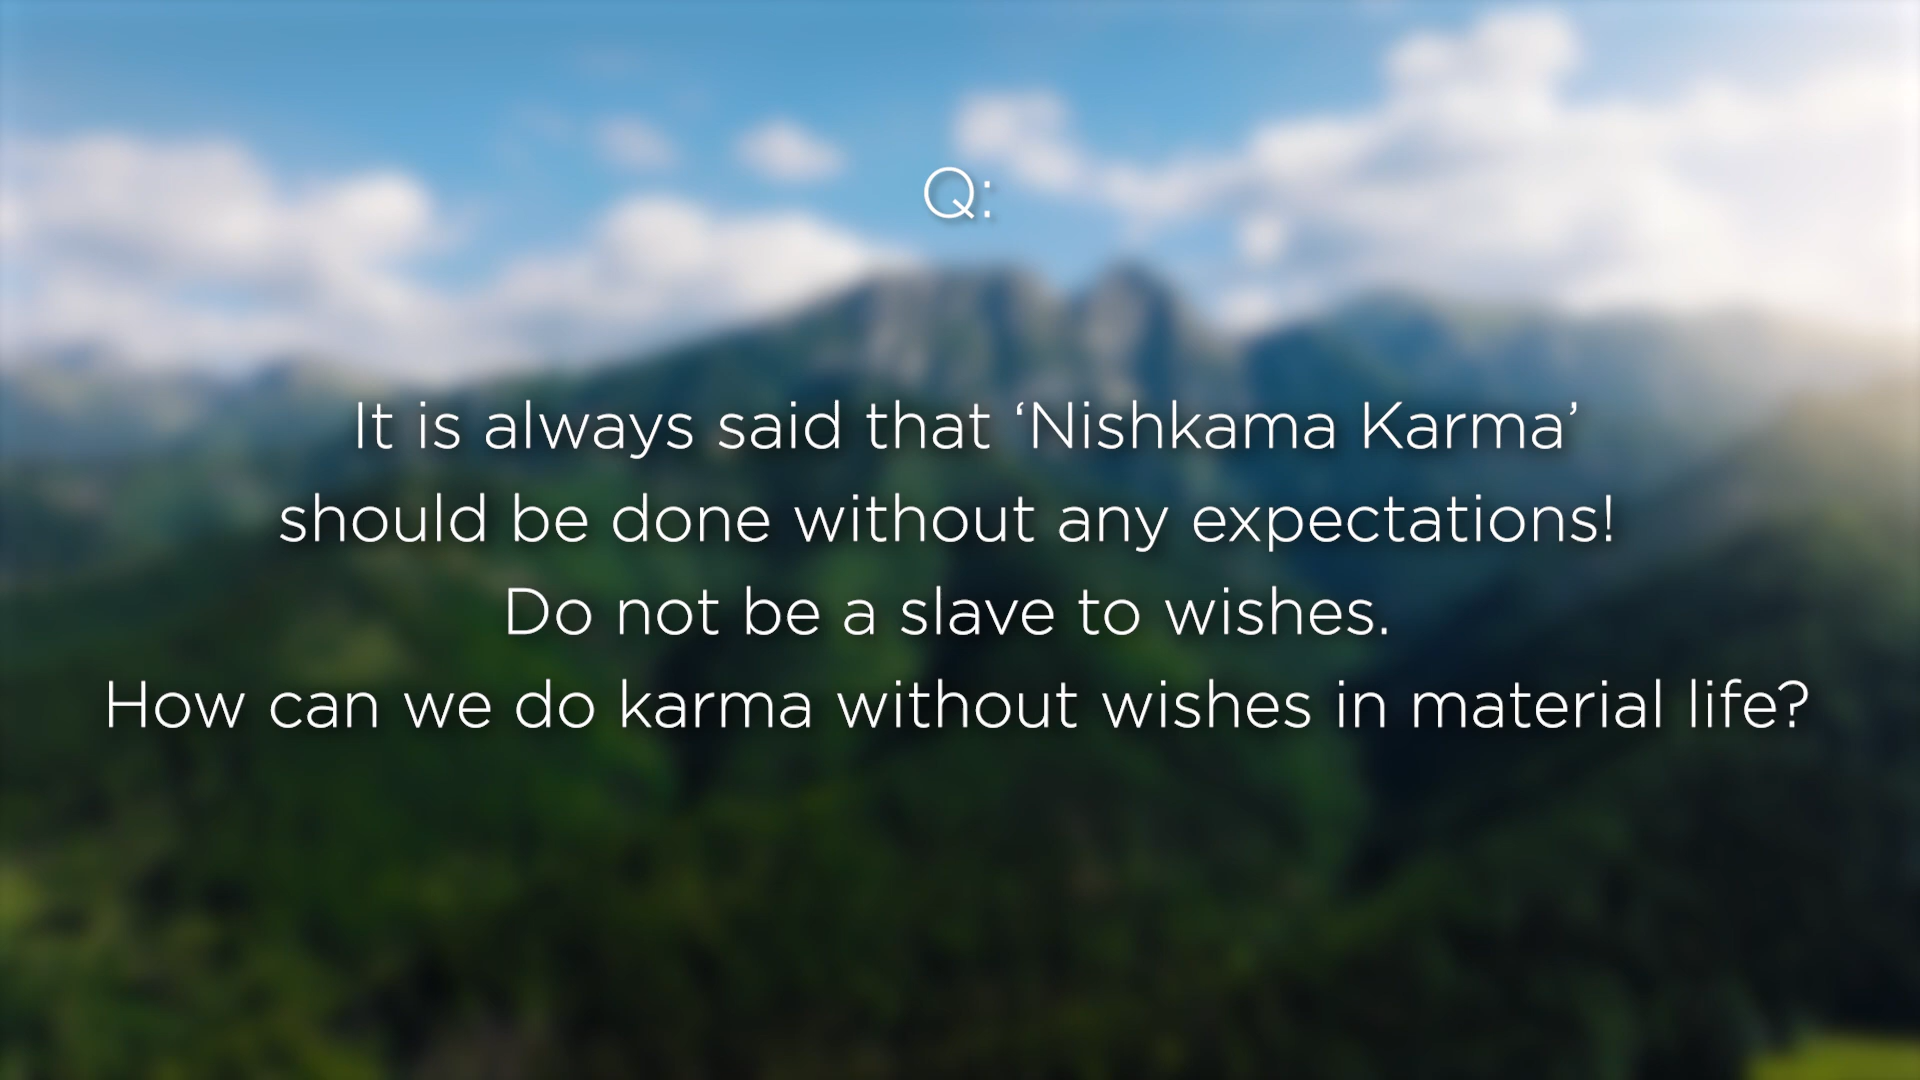 Q:
It is always said that ‘Nishkama Karma’
should be done without any expectations!
Do not be a slave to wishes.
How can we do karma without wishes in material life?